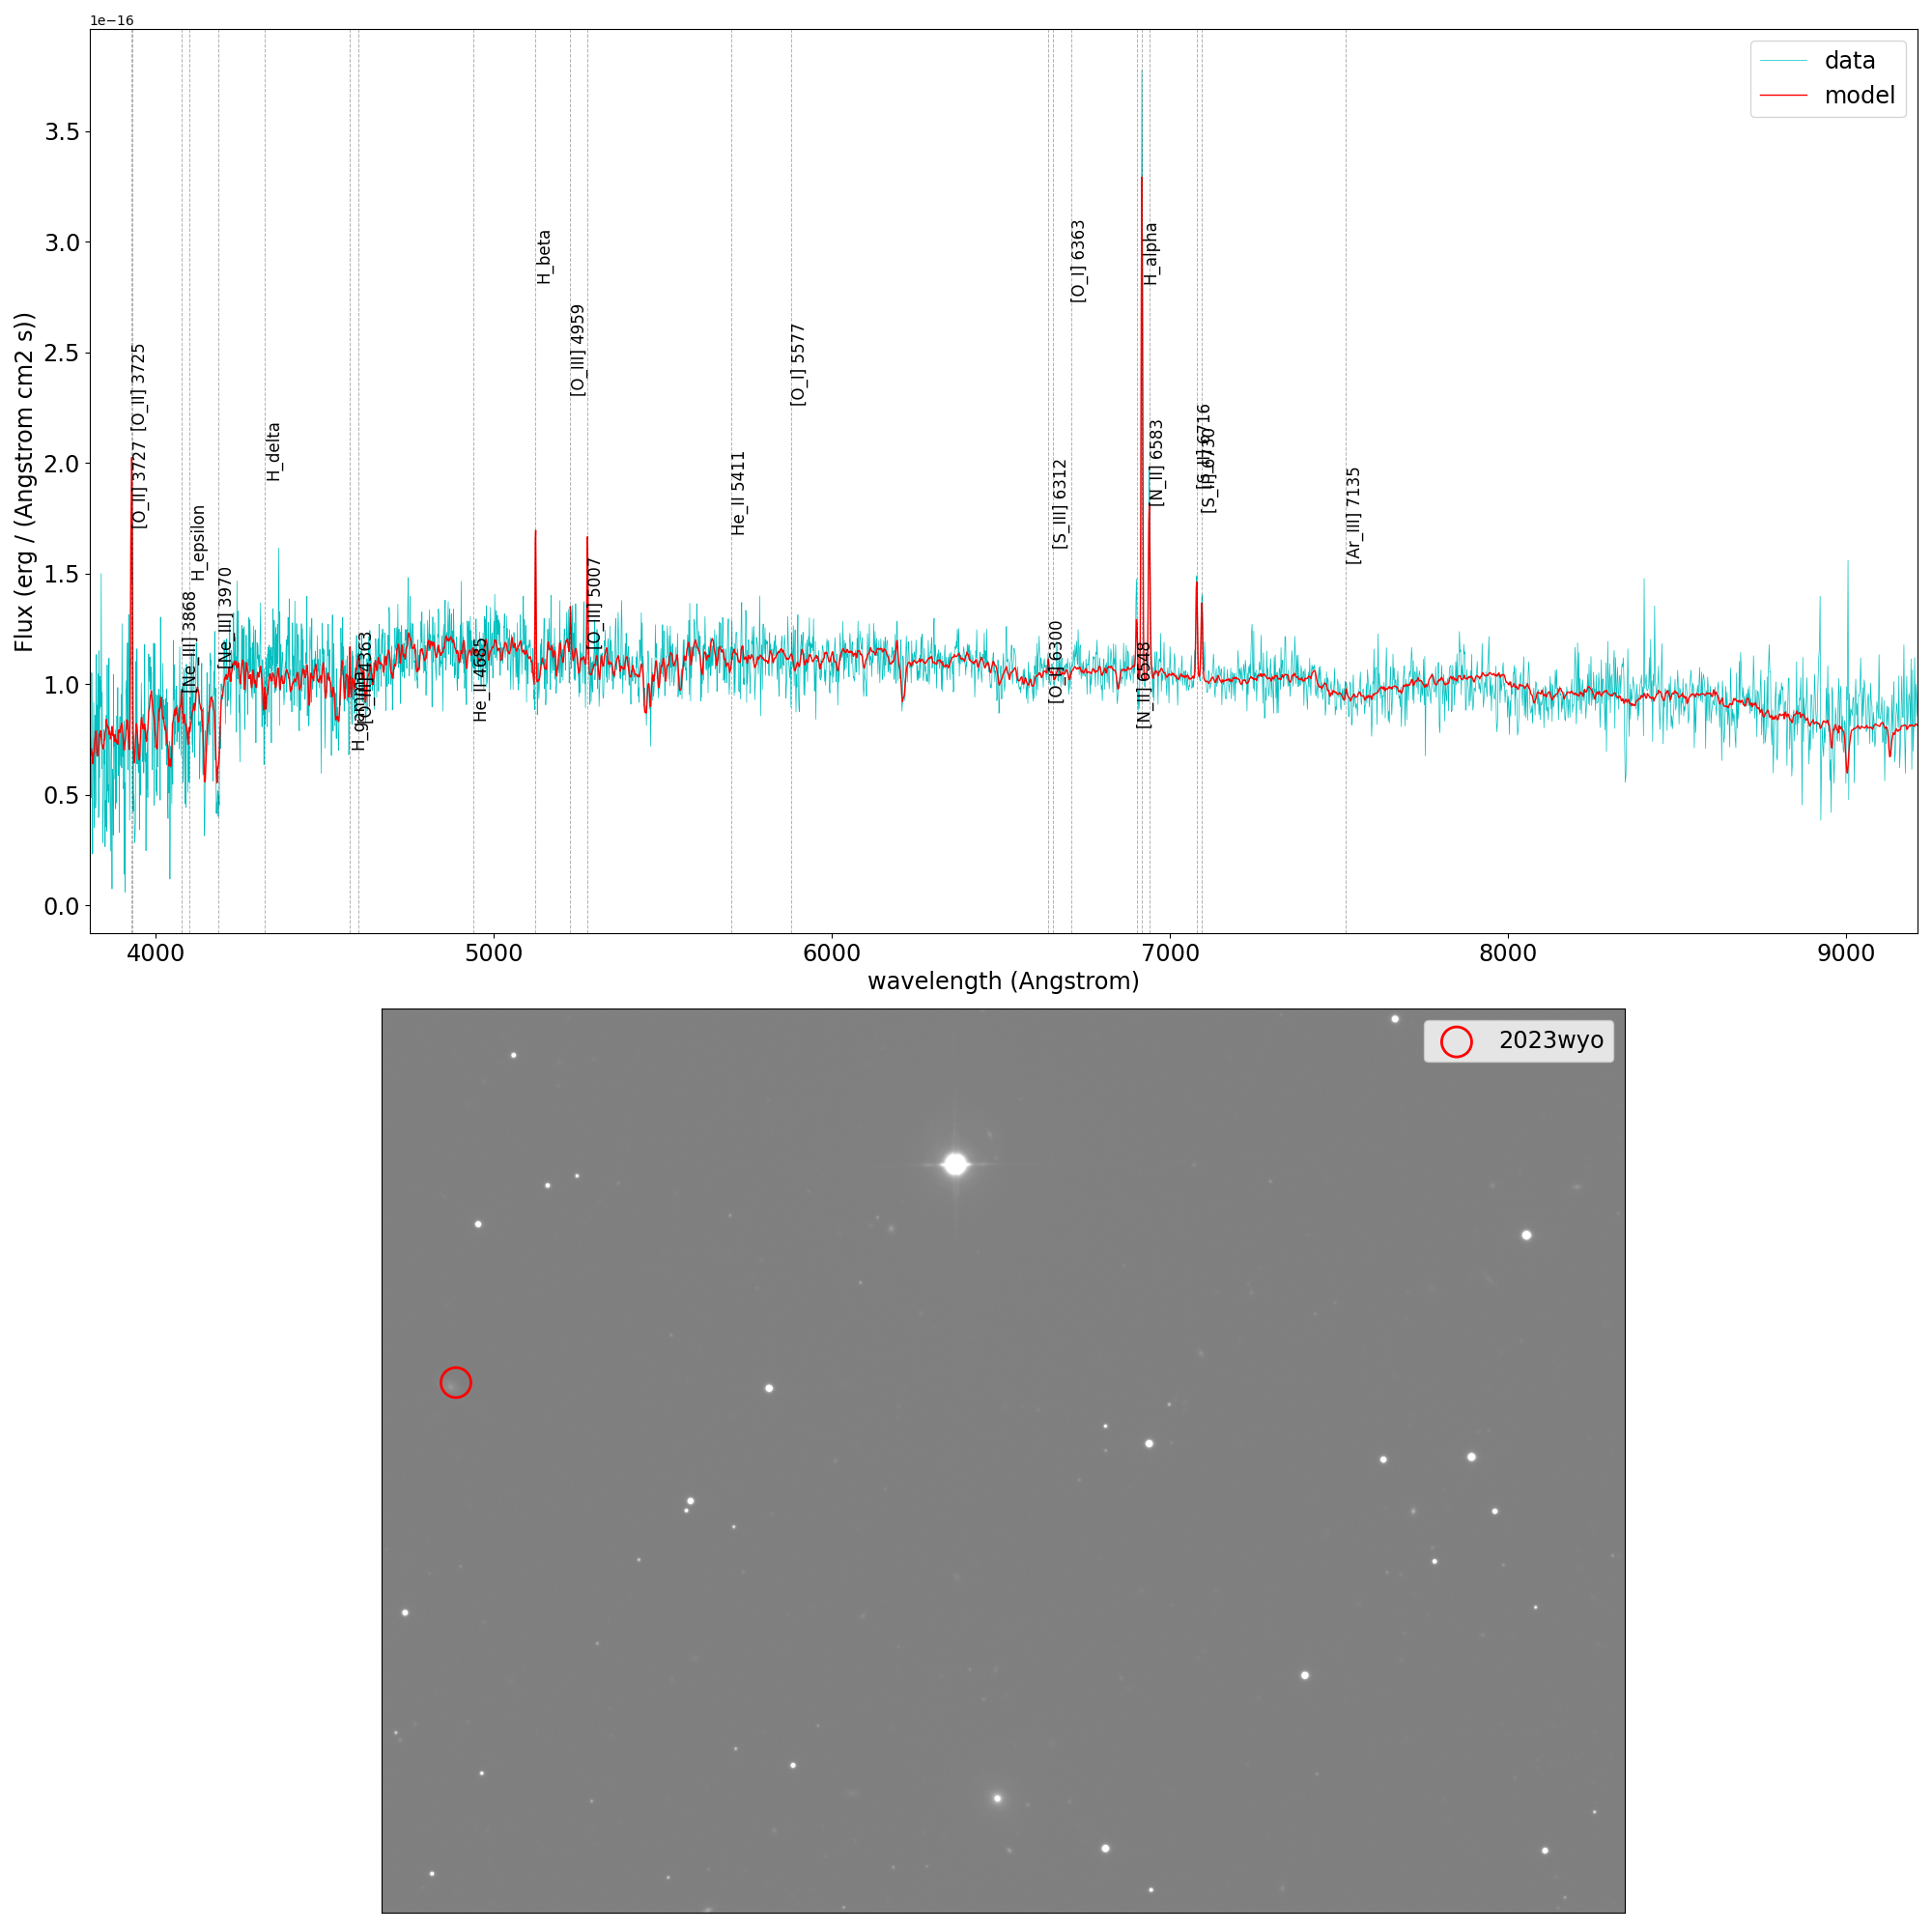 1e−16
data
model
3.5
3.0
2.5
2.0
1.5
1.0
0.5
0.0
Flux (erg / (Angstrom cm2 s))
[O_II] 3727
[O_II] 3725
[Ne_III] 3868
H_epsilon
[Ne_III] 3970
H_delta
[O_III] 4363
He_II 4685
H_beta
[O_III] 4959
[O_III] 5007
He_II 5411
[O_I] 5577
[O_I] 6300
[S_III] 6312
[O_I] 6363
[N_II] 6548
H_alpha
[N_II] 6583
[S_II] 6716
[S_II] 6730
[Ar_III] 7135
4000
5000
6000
7000
8000
9000
wavelength (Angstrom)
2023wyo